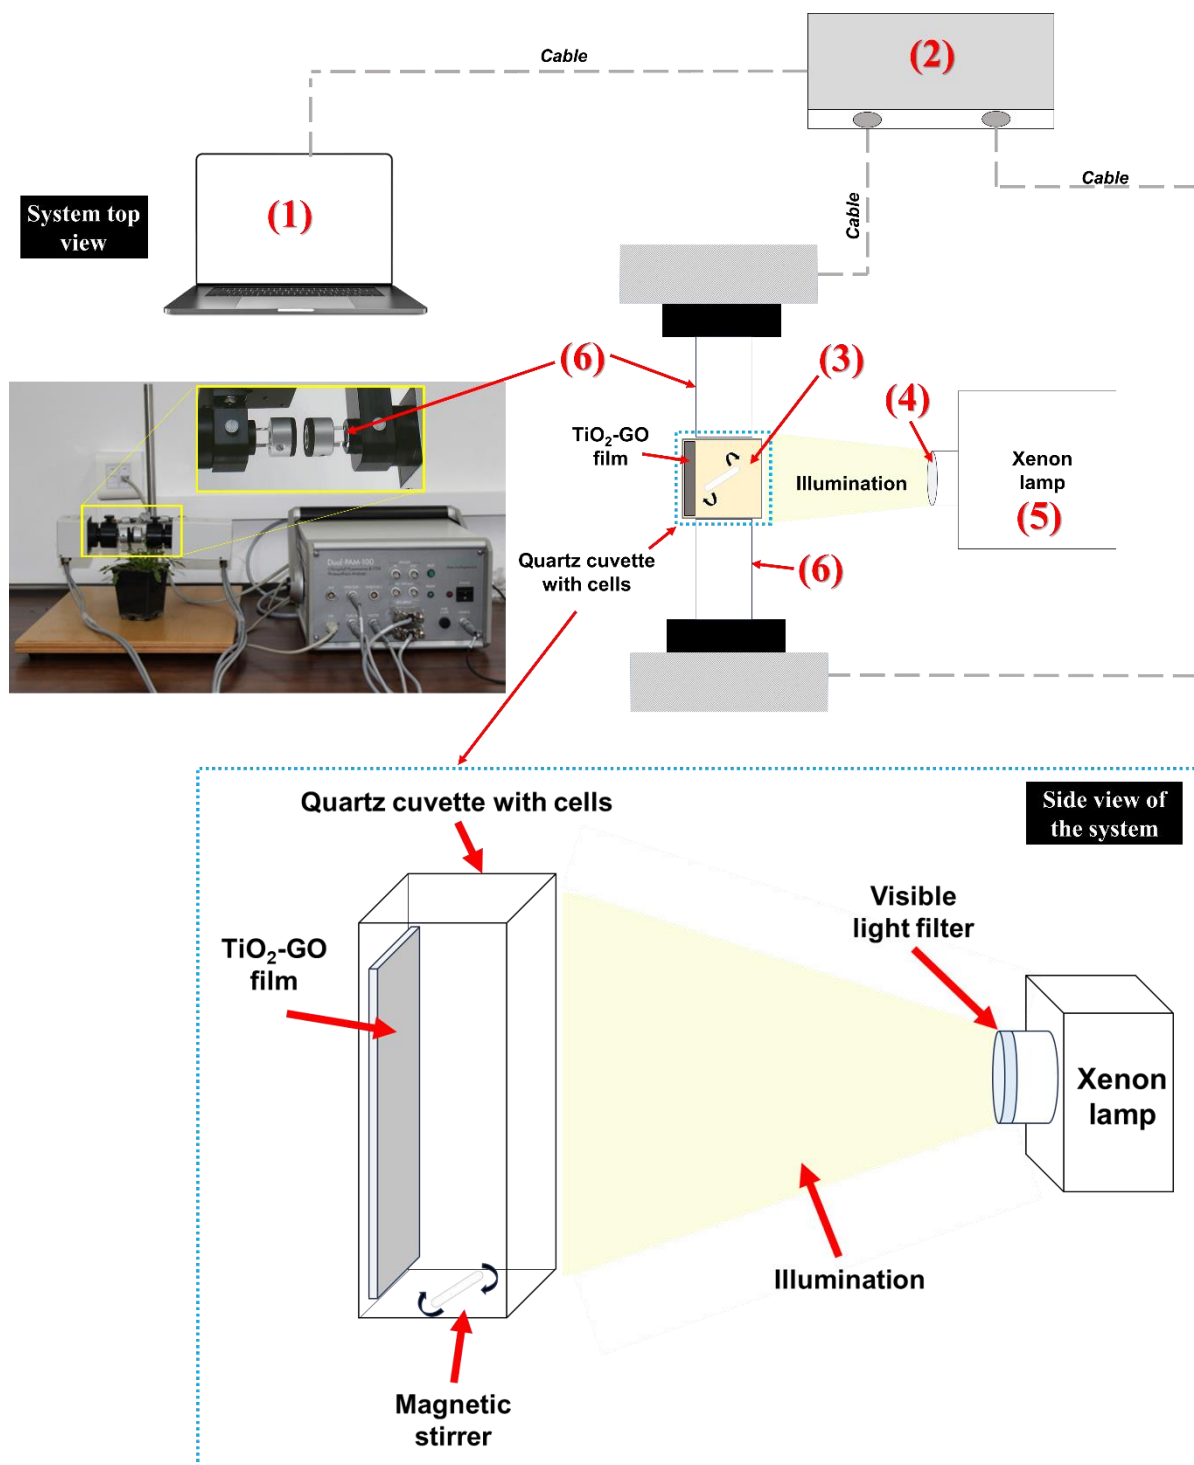 (2)
Cable
Cable
Cable
System top
view
(1)
(6)
(3)
(4)
TiO₂-GO
film
Illumination
Xenon
lamp
(5)
Quartz cuvette
with cells
(6)
Dual-PAM-100
Quartz cuvette with cells
Side view of
the system
Visible
light filter
TiO₂-GO
film
Xenon
lamp
Illumination
Magnetic
stirrer